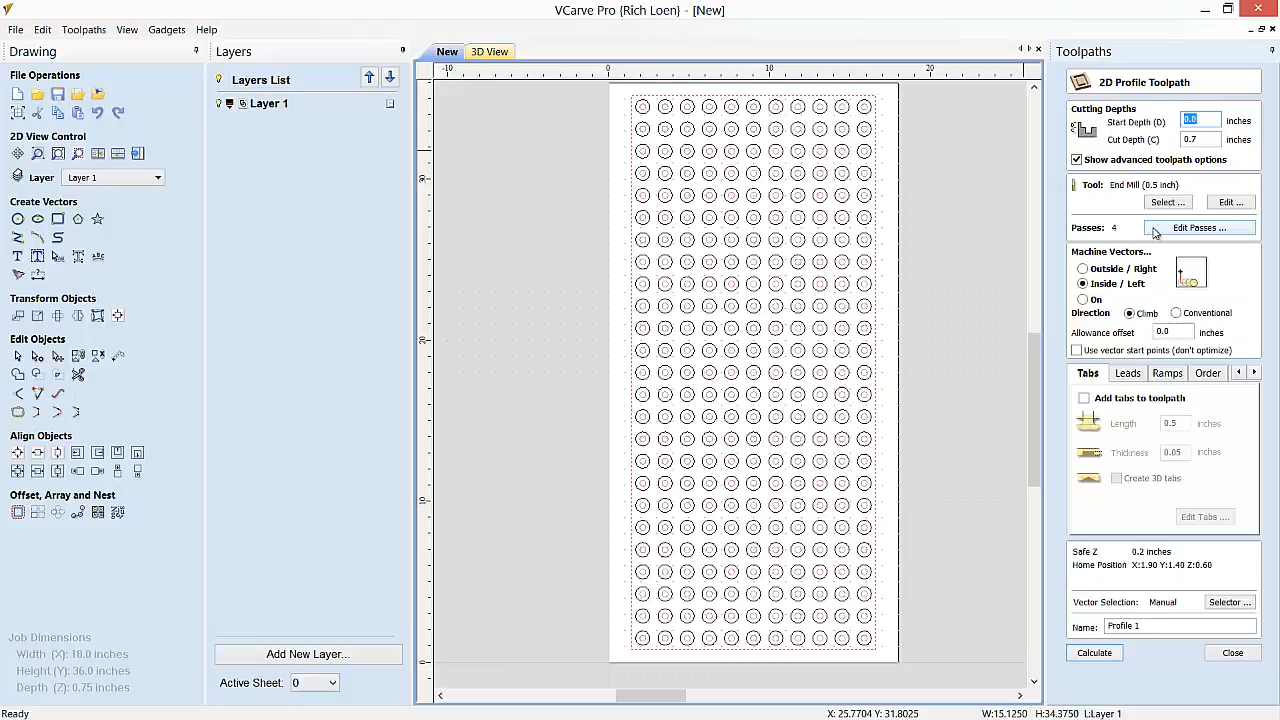 VCarve Pro {Rich Loen} - [New]
File Edit Toolpaths View Gadgets Help
Drawing
File Operations
2D View Control
Layer Layer 1
Create Vectors
Transform Objects
Edit Objects
Align Objects
Offset, Array and Nest
Job Dimensions
Width (X): 18.0 inches
Height (Y): 36.0 inches
Depth (Z): 0.75 inches
Ready
Layers
Layers List
Layer 1
Add New Layer...
Active Sheet: 0
New 3D View
-10 0 10 20
30
20
10
0
Toolpaths
2D Profile Toolpath
Cutting Depths
Start Depth (D) 0.0 inches
Cut Depth (C) 0.7 inches
Show advanced toolpath options
Tool: End Mill (0.5 inch)
Select ... Edit ...
Passes: 4 Edit Passes ...
Machine Vectors...
Outside / Right
Inside / Left
On
Direction Climb Conventional
Allowance offset 0.0 inches
Use vector start points (don't optimize)
Tabs Leads Ramps Order
Add tabs to toolpath
Length 0.5 inches
Thickness 0.05 inches
Create 3D tabs
Edit Tabs ....
Safe Z 0.2 inches
Home Position X:1.90 Y:1.40 Z:0.60
Vector Selection: Manual Selector ...
Name: Profile 1
Calculate Close
X: 25.7704 Y: 31.8025 W:15.1250 H:34.3750 L:Layer 1